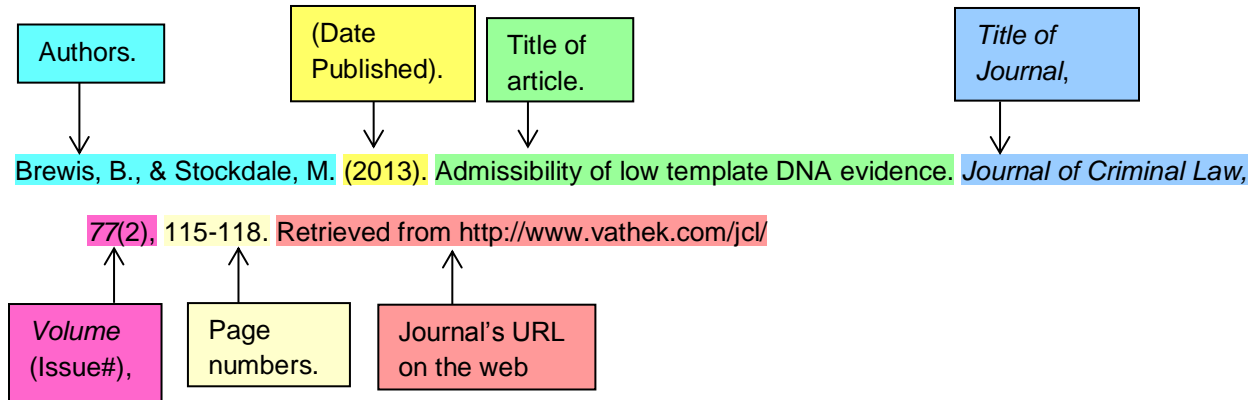 Authors.
(Date
Published).
Title of
article.
Title of
Journal,
Brewis, B., & Stockdale, M. (2013). Admissibility of low template DNA evidence. Journal of Criminal Law,
77(2), 115-118. Retrieved from http://www.vathek.com/jcl/
Volume
(Issue#),
Page
numbers.
Journal's URL
on the web